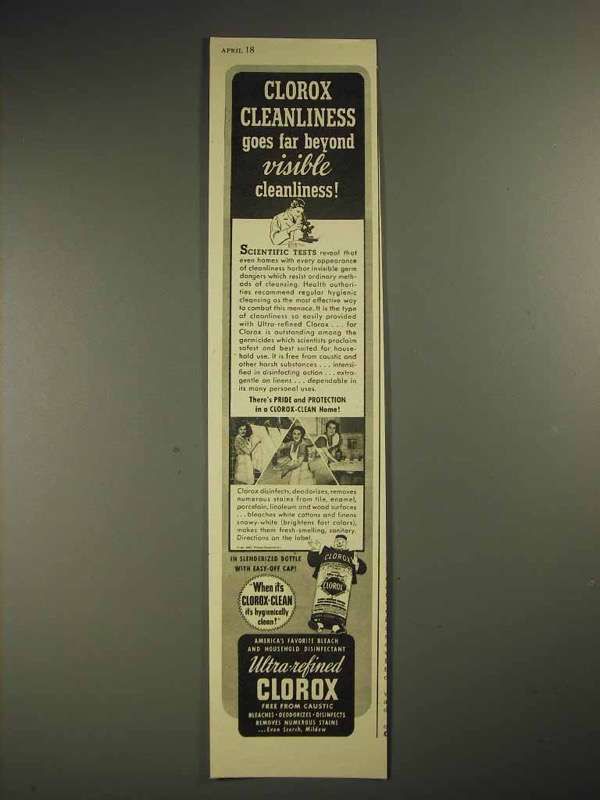 APRIL 18
CLOROX
CLEANLINESS
goes far beyond
visible
cleanliness!
SCIENTIFIC TESTS reveal that
even homes with every appearance
of cleanliness harbor invisible germ
dangers which resist ordinary meth-
ods of cleansing. Health authori-
ties recommend regular hygienic
cleansing as the most effective way
to combat this menace. It is the type
of cleanliness so easily provided
with Ultra-refined Clorox . . . for
Clorox is outstanding among the
germicides which scientists proclaim
safest and best suited for house-
hold use. It is free from caustic and
other harsh substances . . . intensi-
fied in disinfecting action . . . extra-
gentle on linens . . . dependable in
its many personal uses.
There's PRIDE and PROTECTION
in a CLOROX-CLEAN Home!
Clorox disinfects, deodorizes, removes
numerous stains from tile, enamel,
porcelain, linoleum and wood surfaces
. . . bleaches white cottons and linens
snowy-white (brightens fast colors),
makes them fresh-smelling, sanitary.
Directions on the label.
IN SLENDERIZED BOTTLE
WITH EASY-OFF CAP!
CLOROX
CLOROX
"When it's
CLOROX-CLEAN
it's hygienically
clean!"
AMERICA'S FAVORITE BLEACH
AND HOUSEHOLD DISINFECTANT
Ultra-refined
CLOROX
FREE FROM CAUSTIC
BLEACHES · DEODORIZES · DISINFECTS
REMOVES NUMEROUS STAINS
. . . Even Scorch, Mildew